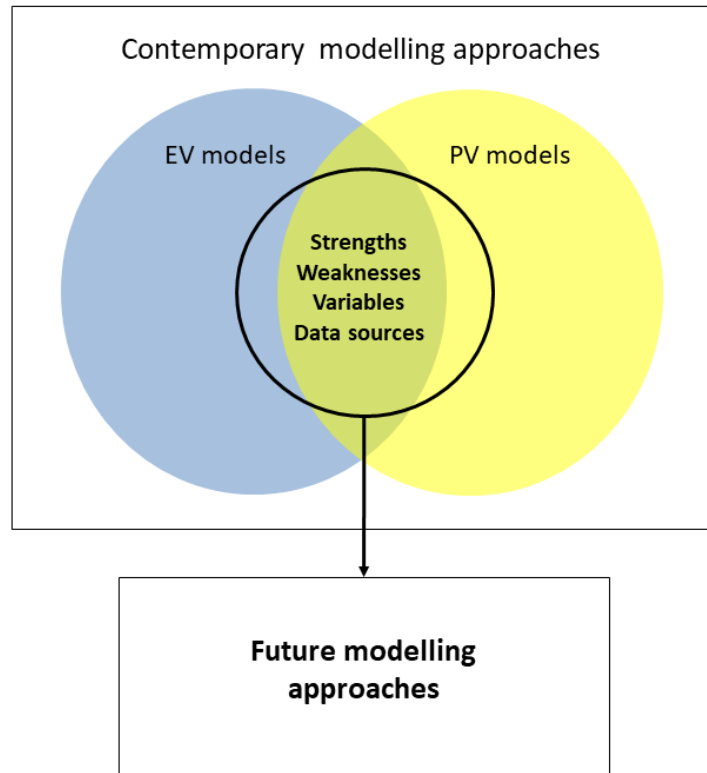 Contemporary modelling approaches
EV models
PV models
Strengths
Weaknesses
Variables
Data sources
Future modelling
approaches